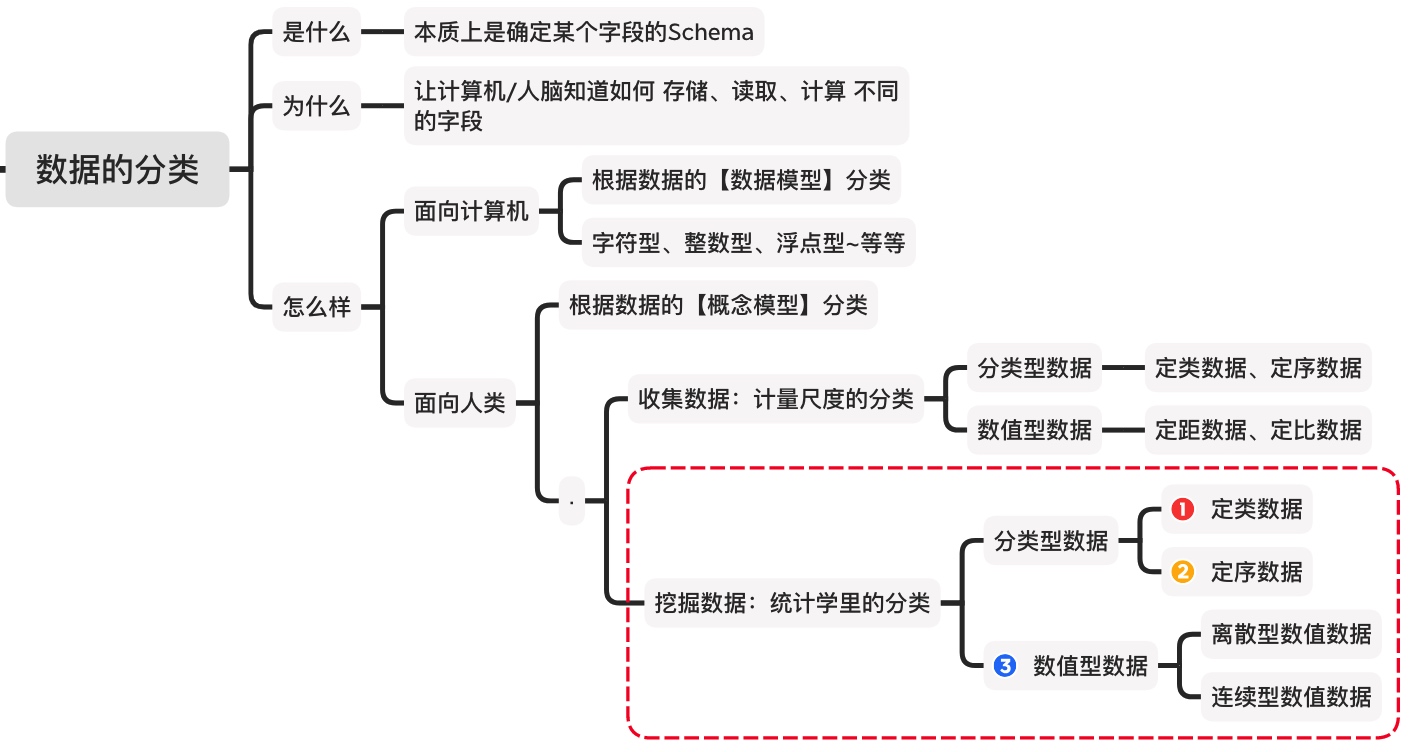 数据的分类
是什么
本质上是确定某个字段的Schema
为什么
让计算机/人脑知道如何 存储、读取、计算 不同
的字段
怎么样
面向计算机
根据数据的【数据模型】分类
字符型、整数型、浮点型~等等
面向人类
根据数据的【概念模型】分类
.
收集数据：计量尺度的分类
分类型数据
定类数据、定序数据
数值型数据
定距数据、定比数据
挖掘数据：统计学里的分类
分类型数据
1 定类数据
2 定序数据
3 数值型数据
离散型数值数据
连续型数值数据